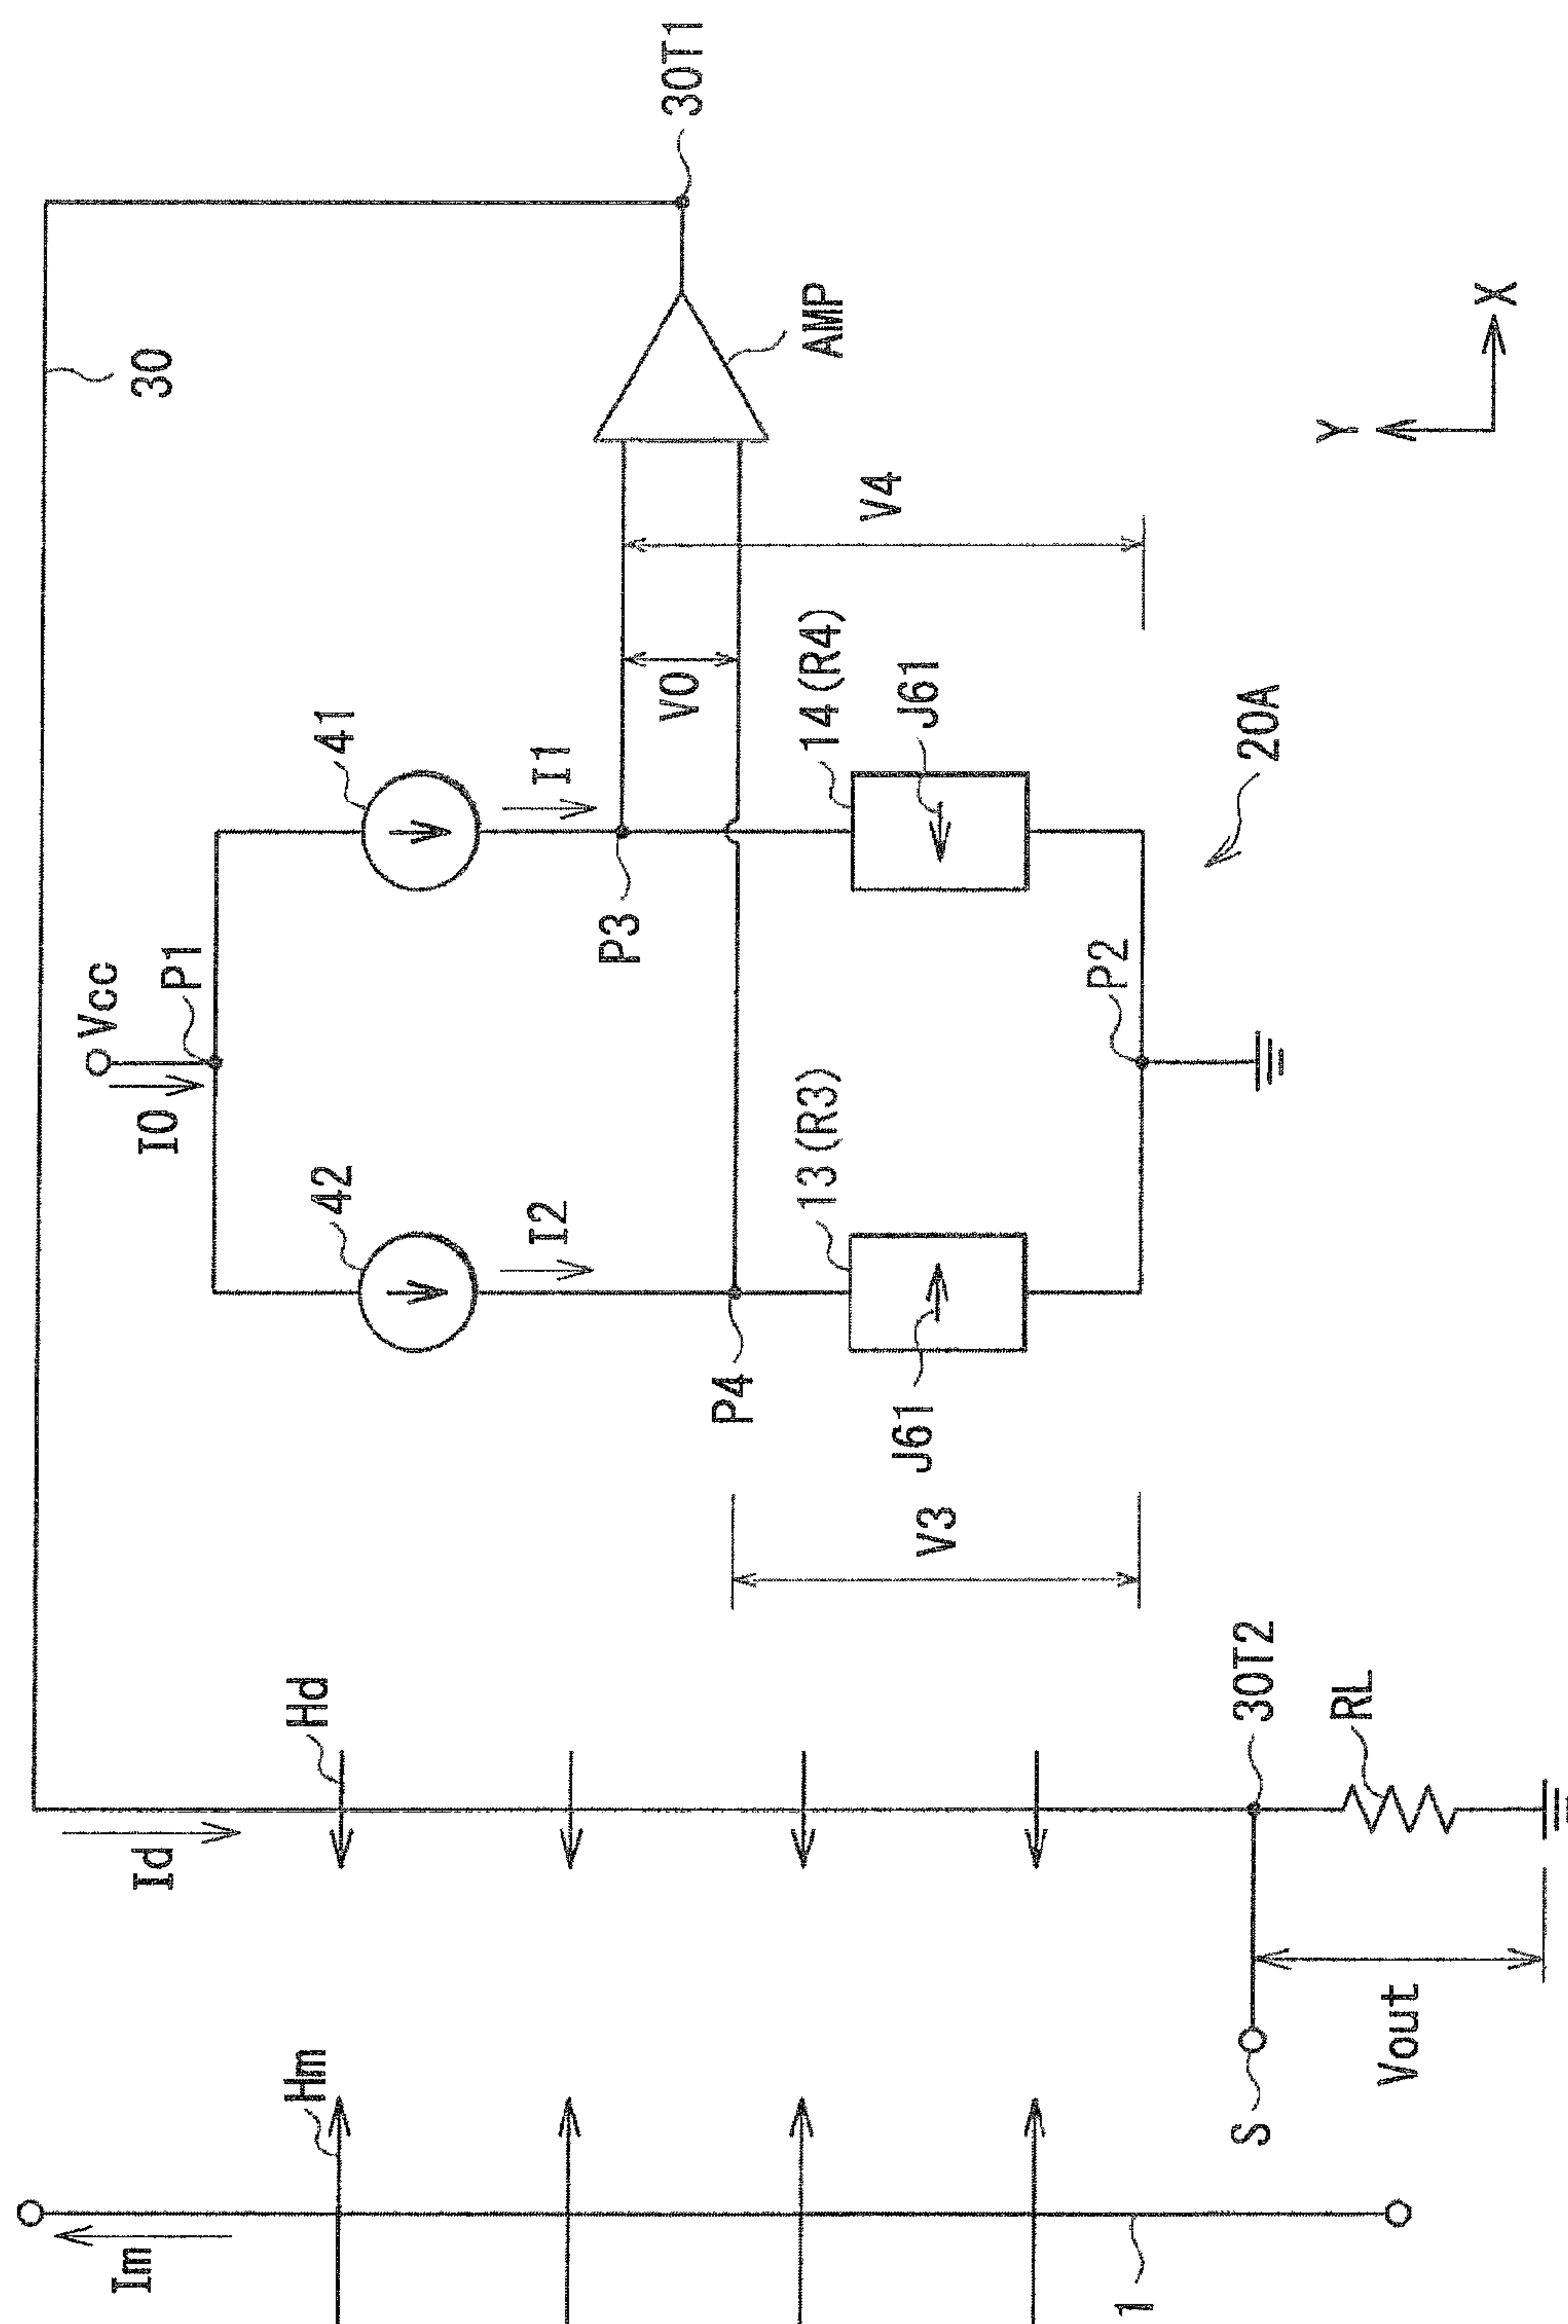 Im
Hm
1
Id
Hd
S
Vout
30T2
RL
30
Vcc
I0
P1
42
41
I2
I1
P4
P3
V0
13(R3)
14(R4)
J61
J61
V3
V4
P2
20A
AMP
30T1
Y
X